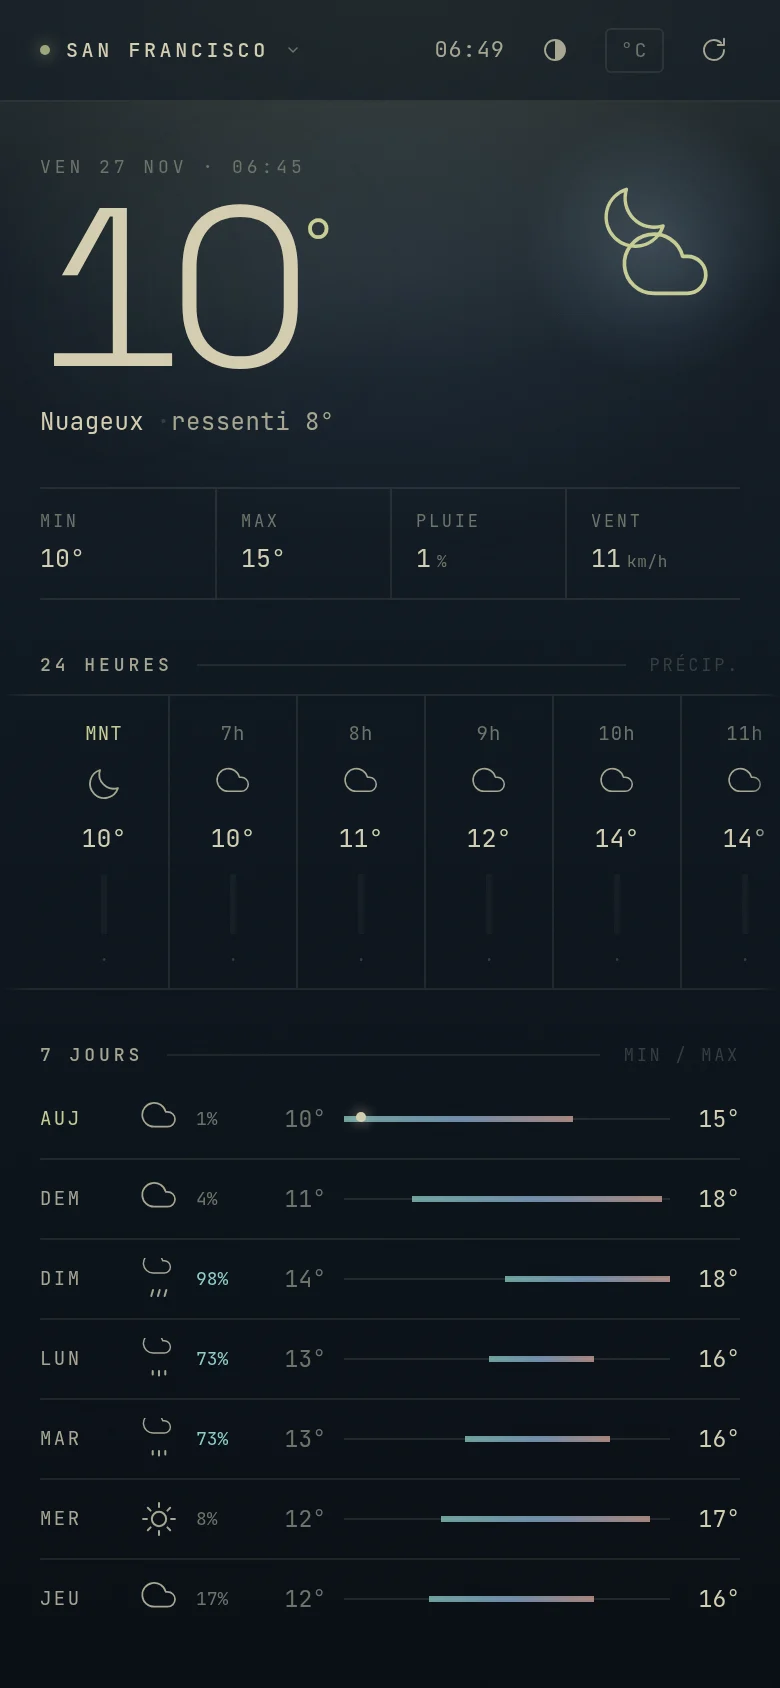 SAN FRANCISCO 06:49 °C
VEN 27 NOV · 06:45
10°
Nuageux · ressenti 8°
MIN MAX PLUIE VENT
10° 15° 1 % 11 km/h
24 HEURES PRÉCIP.
MNT 7h 8h 9h 10h 11h
10° 10° 11° 12° 14° 14°
· · · · · ·
7 JOURS MIN / MAX
AUJ 1% 10° 15°
DEM 4% 11° 18°
DIM 98% 14° 18°
LUN 73% 13° 16°
MAR 73% 13° 16°
MER 8% 12° 17°
JEU 17% 12° 16°